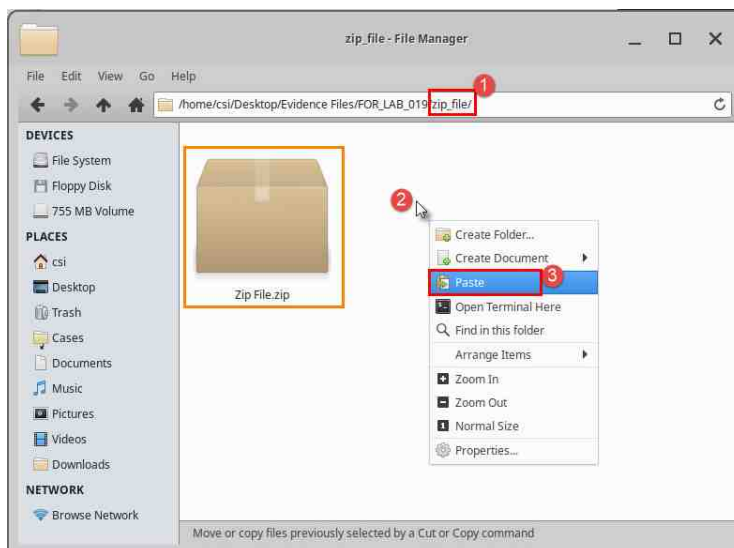 zip_file - File Manager
File Edit View Go Help
1
/home/csi/Desktop/Evidence Files/FOR_LAB_019/zip_file/
DEVICES
File System
Floppy Disk
755 MB Volume
PLACES
csi
Desktop
Trash
Cases
Documents
Music
Pictures
Videos
Downloads
NETWORK
Browse Network
Zip File.zip
2
Create Folder...
Create Document
Paste
3
Open Terminal Here
Find in this folder
Arrange Items
Zoom In
Zoom Out
1 Normal Size
Properties...
Move or copy files previously selected by a Cut or Copy command